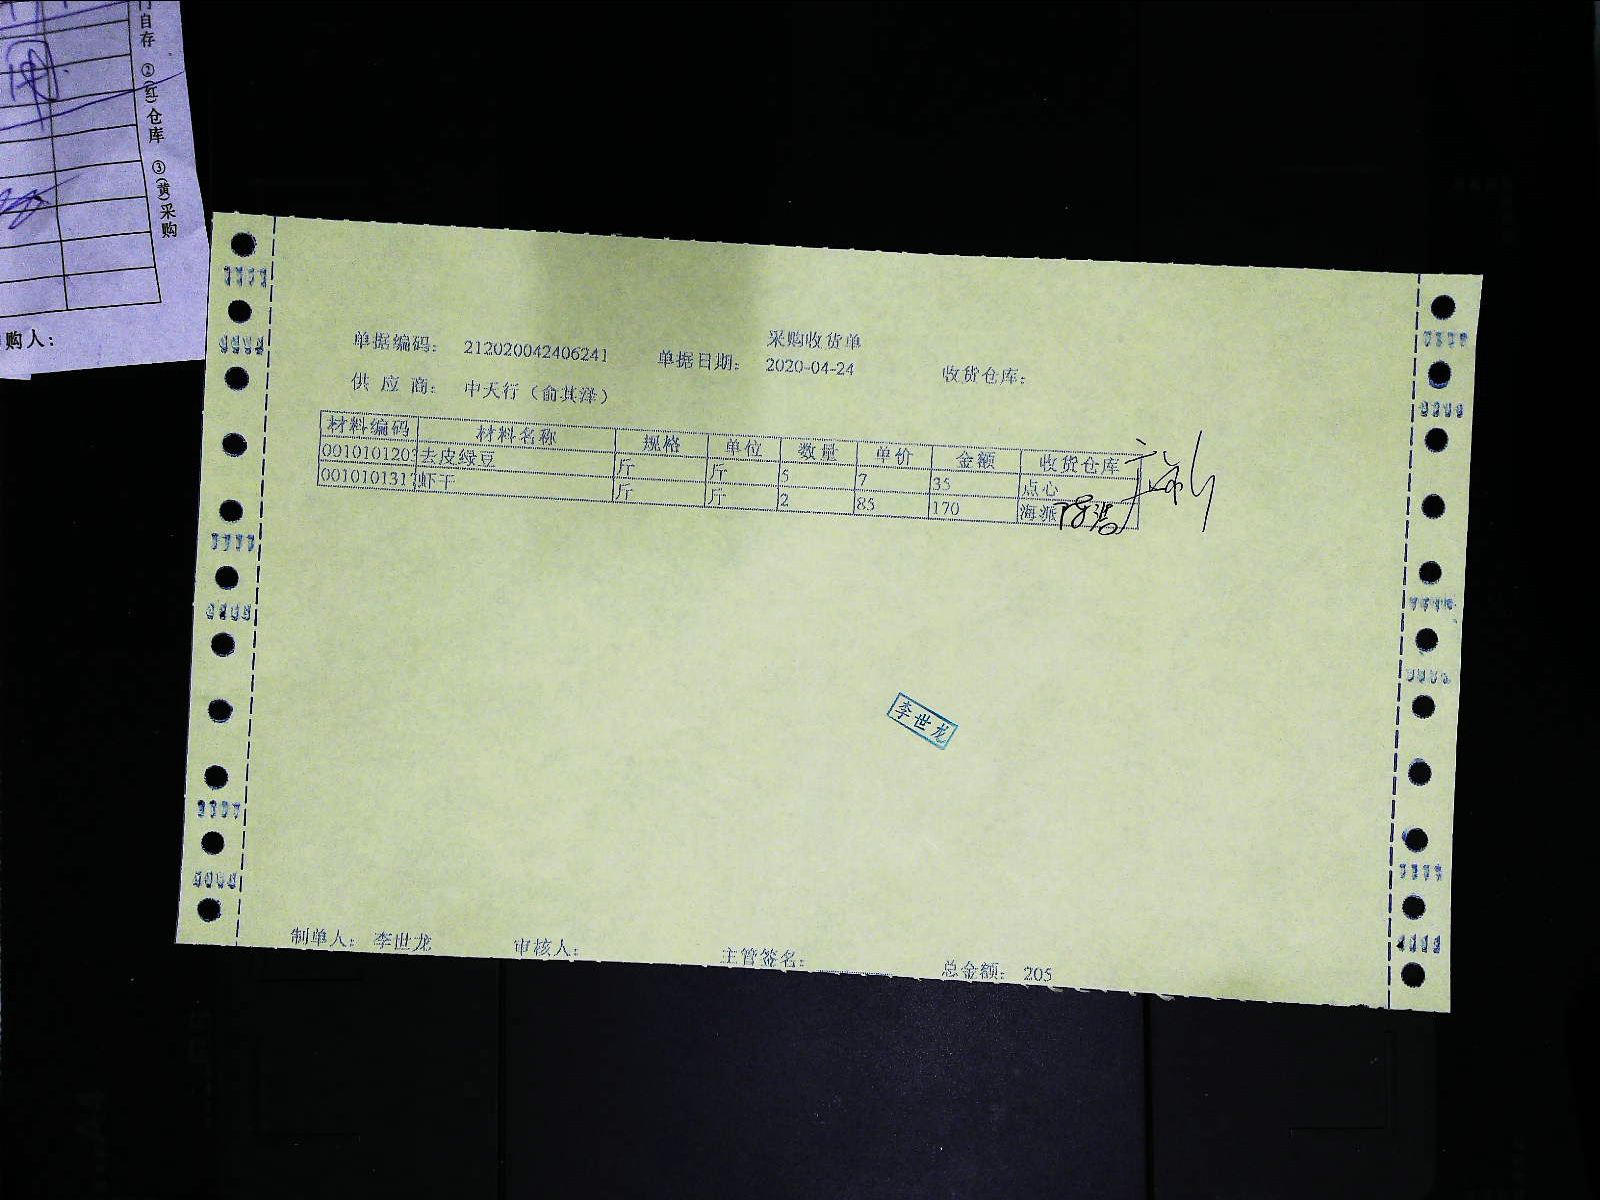 门自存 ②(红)仓库 ③(黄)采购
购人：
采购收货单
单据编码： 212020042406241 单据日期： 2020-04-24 收货仓库：
供 应 商： 中天行（俞其泽）
材料编码 材料名称 规格 单位 数量 单价 金额 收货仓库
0010101203 去皮绿豆 斤 斤 5 7 35 点心
0010101317 虾干 斤 斤 2 85 170 海派
李世龙
制单人： 李世龙 审核人： 主管签名： 总金额： 205